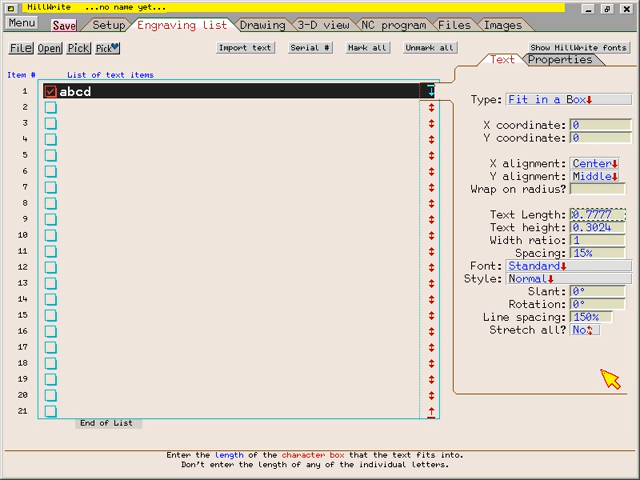 MillWrite ...no name yet...
Menu Save Setup Engraving list Drawing 3-D view NC program Files Images
File Open Pick Pick Import text Serial # Mark all Unmark all Show MillWrite fonts
Text Properties
Item # List of text items
1 abcd
2
3
4
5
6
7
8
9
10
11
12
13
14
15
16
17
18
19
20
21
End of List
Type: Fit in a Box
X coordinate: 0
Y coordinate: 0
X alignment: Center
Y alignment: Middle
Wrap on radius?
Text Length: 0.7777
Text height: 0.3024
Width ratio: 1
Spacing: 15%
Font: Standard
Style: Normal
Slant: 0°
Rotation: 0°
Line spacing: 150%
Stretch all? No
Enter the length of the character box that the text fits into.
Don't enter the length of any of the individual letters.